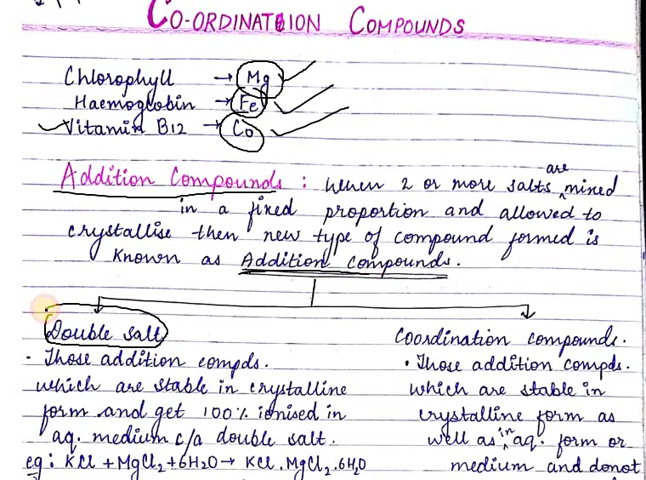 CO-ORDINATION COMPOUNDS
Chlorophyll → Mg
Haemoglobin → Fe
Vitamin B12 → Co
Addition Compounds : When 2 or more salts are mixed
in a fixed proportion and allowed to
crystallise then new type of compound formed is
known as Addition Compounds.
Double salt
• Those addition compds.
which are stable in crystalline
form and get 100% ionised in
aq. medium c/a double salt.
eg: KCl + MgCl2 + 6H2O → KCl.MgCl2.6H2O
Coordination compounds.
• Those addition compds.
which are stable in
crystalline form as
well as in aq. form or
medium and donot